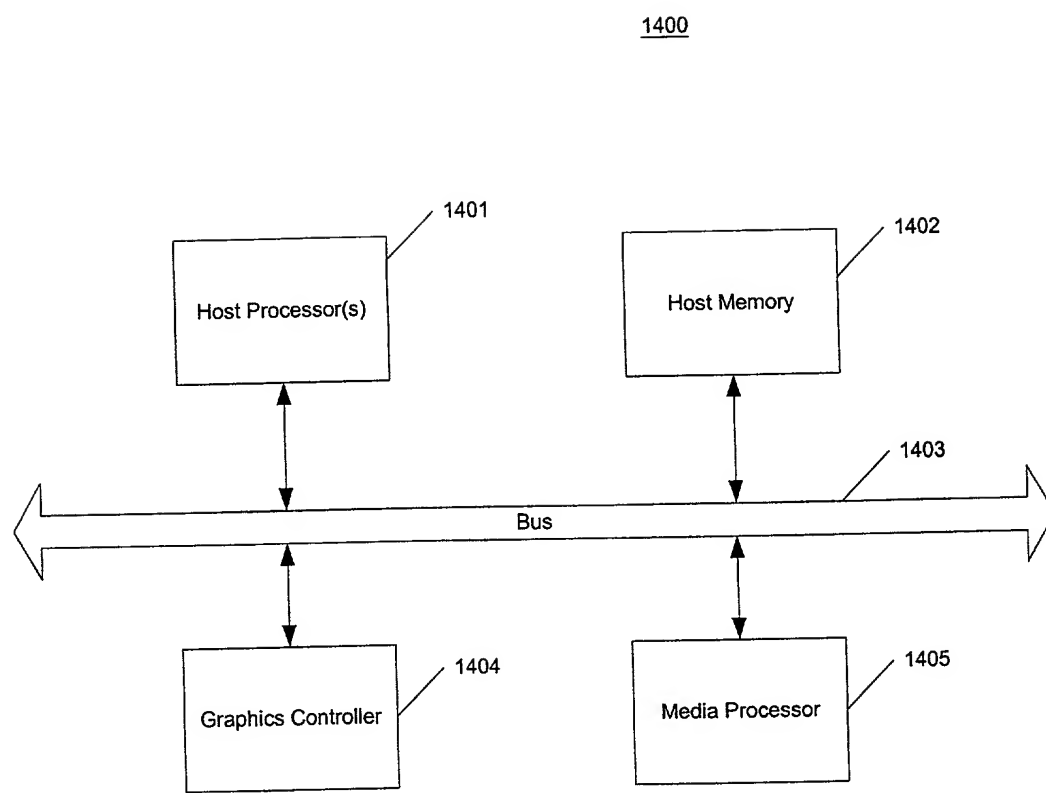 1400
1401
1402
Host Processor(s)
Host Memory
1403
Bus
1404
1405
Graphics Controller
Media Processor